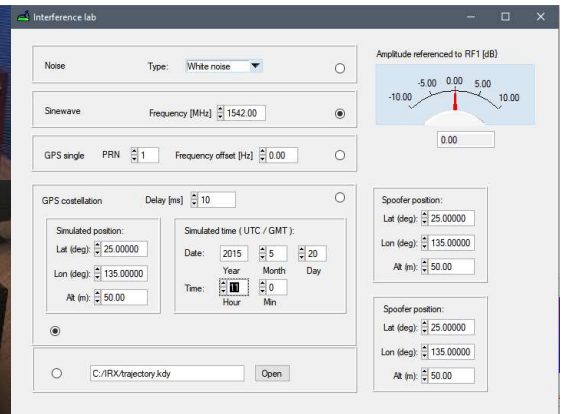 Interference lab
Noise Type: White noise
Sinewave Frequency [MHz] 1542.00
GPS single PRN 1 Frequency offset [Hz] 0.00
GPS costellation Delay [ms] 10
Simulated position:
Lat (deg): 25.00000
Lon (deg): 135.00000
Alt (m): 50.00
Simulated time ( UTC / GMT ):
Date: 2015 5 20
Year Month Day
Time: 11 0
Hour Min
C:/IRX/trajectory.kdy Open
Amplitude referenced to RF1 [dB)
-10.00 -5.00 0.00 5.00 10.00
0.00
Spoofer position:
Lat (deg): 25.00000
Lon (deg): 135.00000
Alt (m): 50.00
Spoofer position:
Lat (deg): 25.00000
Lon (deg): 135.00000
Alt (m): 50.00